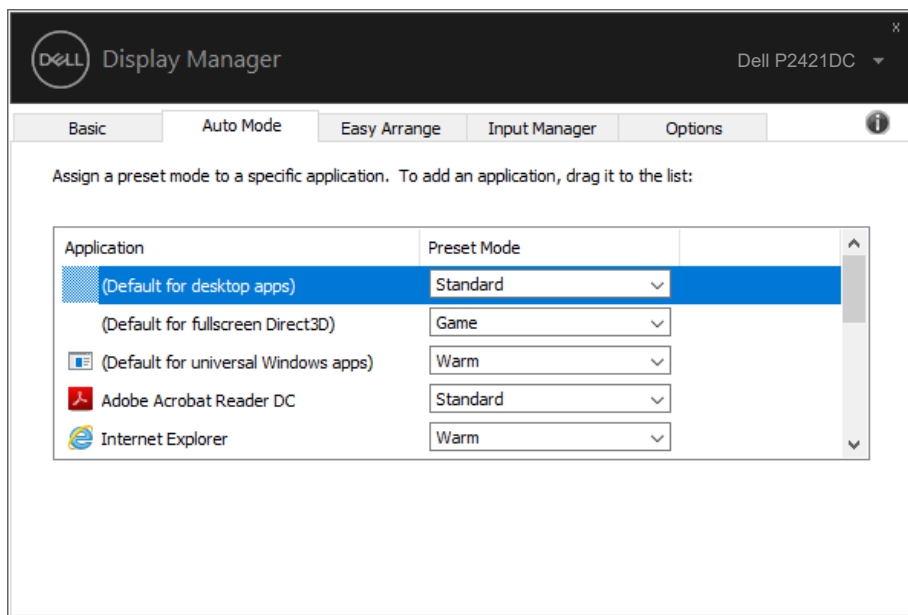 x
DELL Display Manager Dell P2421DC
Basic Auto Mode Easy Arrange Input Manager Options
Assign a preset mode to a specific application. To add an application, drag it to the list:
Application Preset Mode
(Default for desktop apps) Standard
(Default for fullscreen Direct3D) Game
(Default for universal Windows apps) Warm
Adobe Acrobat Reader DC Standard
Internet Explorer Warm